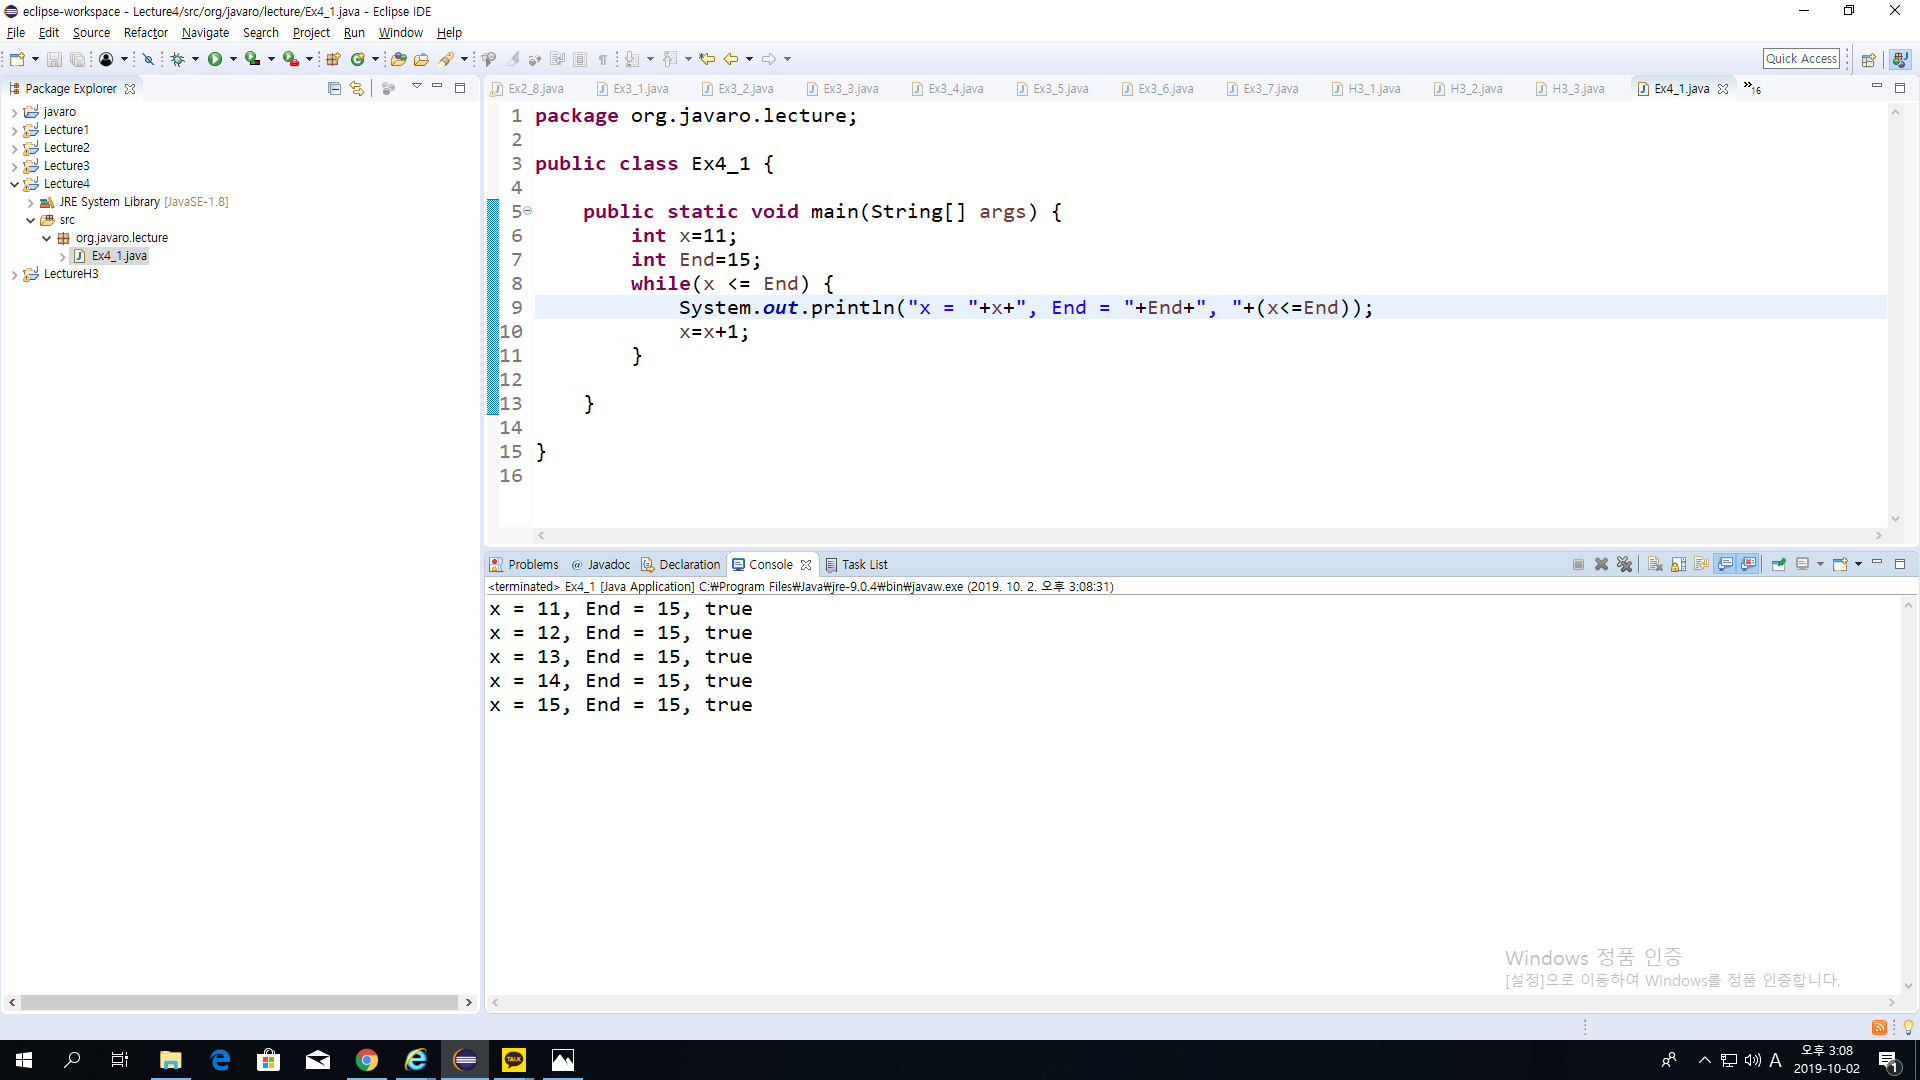 eclipse-workspace - Lecture4/src/org/javaro/lecture/Ex4_1.java - Eclipse IDE
File Edit Source Refactor Navigate Search Project Run Window Help
Quick Access
Package Explorer
javaro
Lecture1
Lecture2
Lecture3
Lecture4
JRE System Library [JavaSE-1.8]
src
org.javaro.lecture
Ex4_1.java
LectureH3
Ex2_8.java Ex3_1.java Ex3_2.java Ex3_3.java Ex3_4.java Ex3_5.java Ex3_6.java Ex3_7.java H3_1.java H3_2.java H3_3.java Ex4_1.java »16
1 package org.javaro.lecture;
2
3 public class Ex4_1 {
4
5 public static void main(String[] args) {
6 int x=11;
7 int End=15;
8 while(x <= End) {
9 System.out.println("x = "+x+", End = "+End+", "+(x<=End));
10 x=x+1;
11 }
12
13 }
14
15 }
16
Problems @ Javadoc Declaration Console Task List
<terminated> Ex4_1 [Java Application] C:₩Program Files₩Java₩jre-9.0.4₩bin₩javaw.exe (2019. 10. 2. 오후 3:08:31)
x = 11, End = 15, true
x = 12, End = 15, true
x = 13, End = 15, true
x = 14, End = 15, true
x = 15, End = 15, true
Windows 정품 인증
[설정]으로 이동하여 Windows를 정품 인증합니다.
TALK
A
오후 3:08
2019-10-02
1